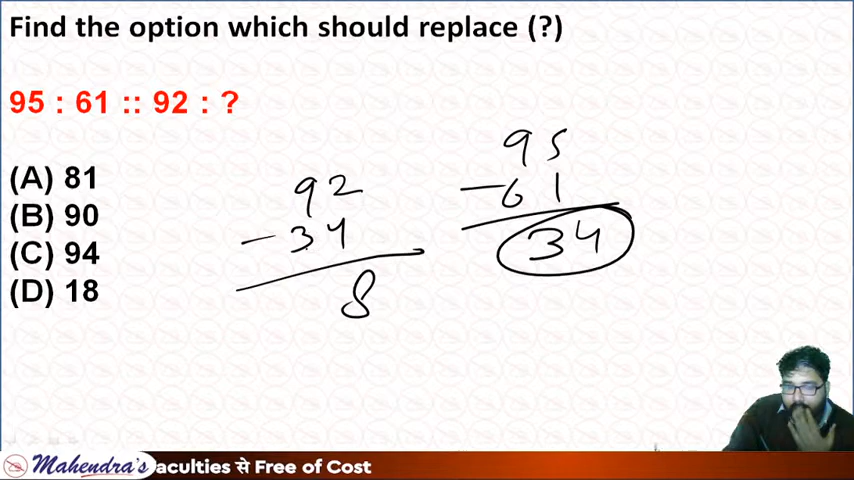 Find the option which should replace (?)
95 : 61 :: 92 : ?
(A) 81
(B) 90
(C) 94
(D) 18
92
-34
8
95
-61
34
Mahendra's aculties से Free of Cost